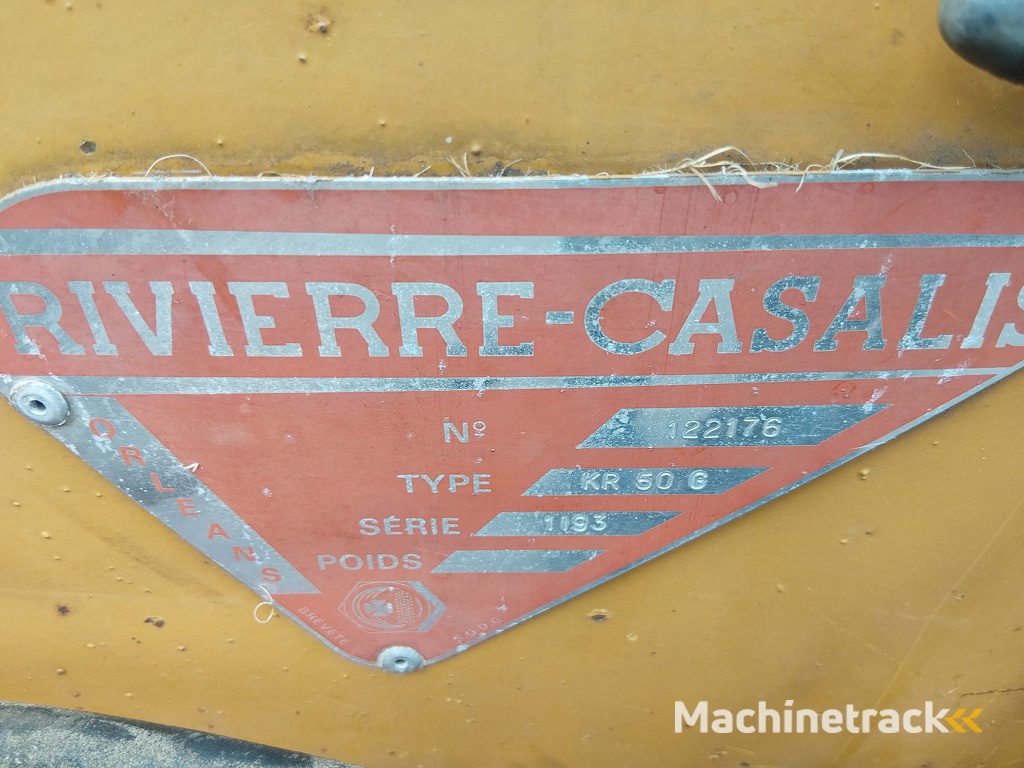 RIVIERRE-CASALIS
ORLEANS
Nº 122176
TYPE KR 50 G
SÉRIE 1193
POIDS
BREVETE S.G.D.G
Machinetrack